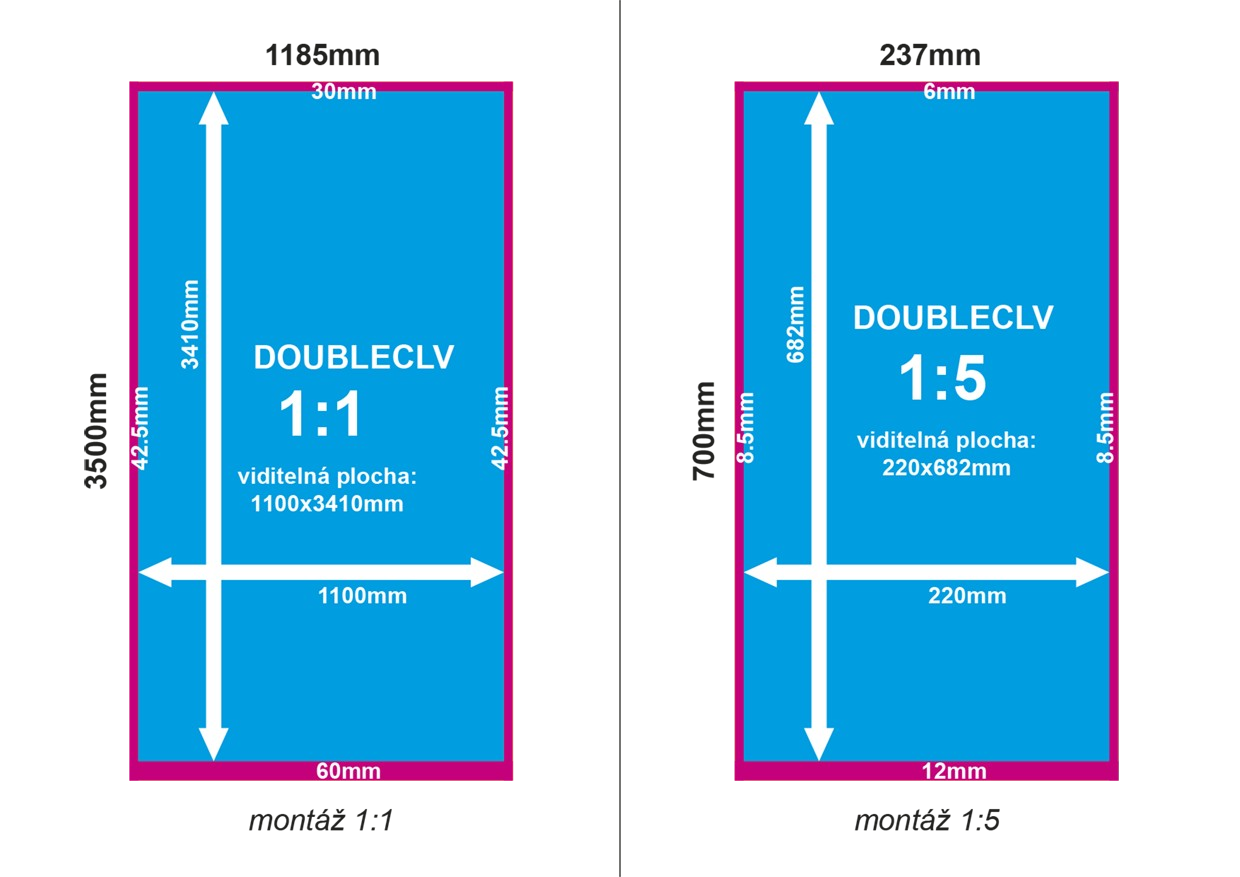 1185mm
30mm
3410mm
3500mm
42.5mm
42.5mm
DOUBLECLV
1:1
viditelná plocha:
1100x3410mm
1100mm
60mm
montáž 1:1
237mm
6mm
682mm
700mm
8.5mm
8.5mm
DOUBLECLV
1:5
viditelná plocha:
220x682mm
220mm
12mm
montáž 1:5